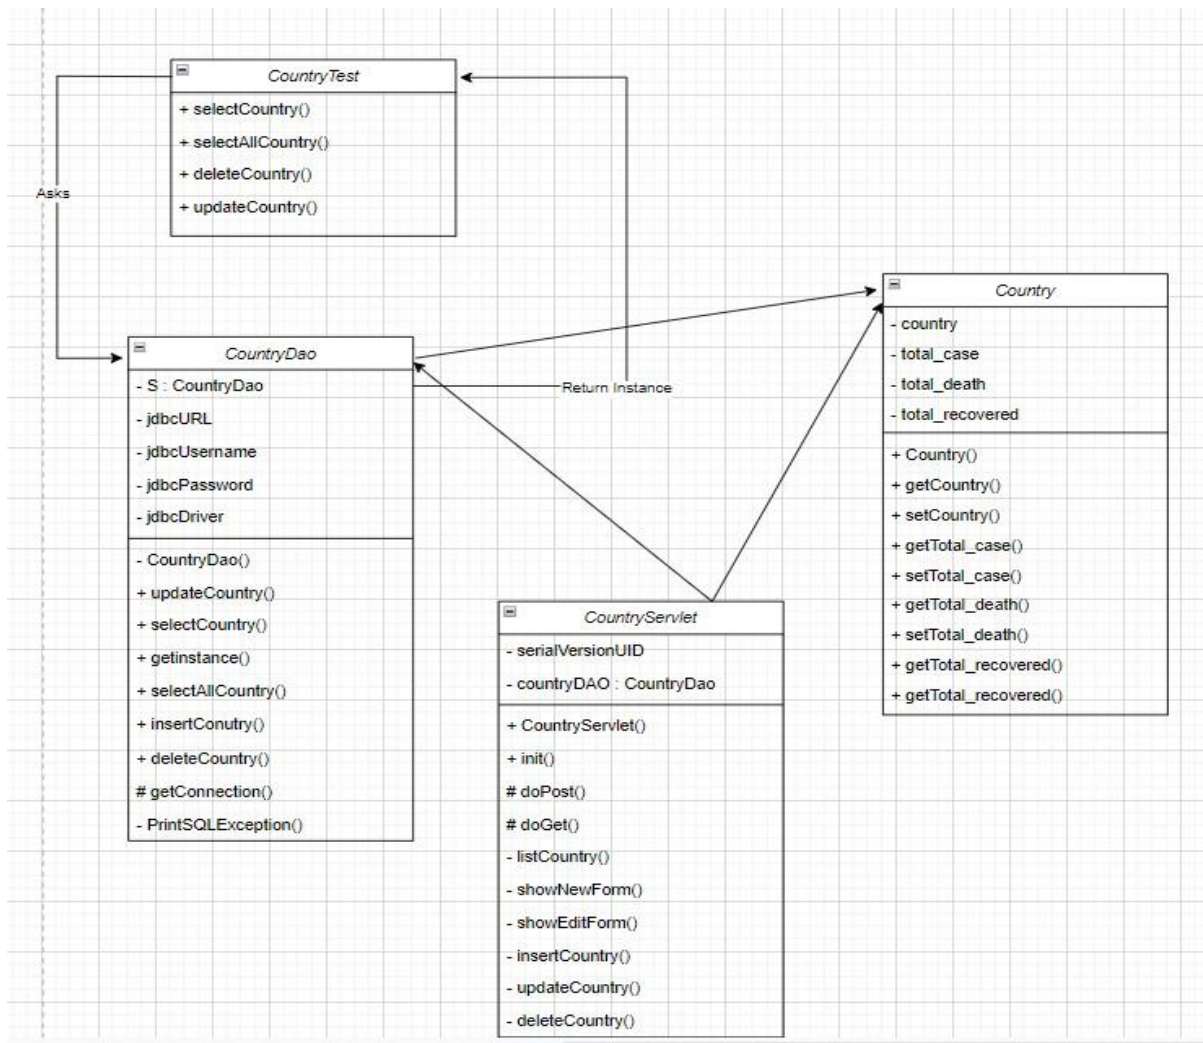 CountryTest
+ selectCountry()
+ selectAllCountry()
+ deleteCountry()
+ updateCountry()
Asks
Country
- country
- total_case
- total_death
- total_recovered
+ Country()
+ getCountry()
+ setCountry()
+ getTotal_case()
+ setTotal_case()
+ getTotal_death()
+ setTotal_death()
+ getTotal_recovered()
+ getTotal_recovered()
CountryDao
- S : CountryDao
- jdbcURL
- jdbcUsername
- jdbcPassword
- jdbcDriver
- CountryDao()
+ updateCountry()
+ selectCountry()
+ getinstance()
+ selectAllCountry()
+ insertConutry()
+ deleteCountry()
# getConnection()
- PrintSQLException()
Return Instance
CountryServlet
- serialVersionUID
- countryDAO : CountryDao
+ CountryServlet()
+ init()
# doPost()
# doGet()
- listCountry()
- showNewForm()
- showEditForm()
- insertCountry()
- updateCountry()
- deleteCountry()